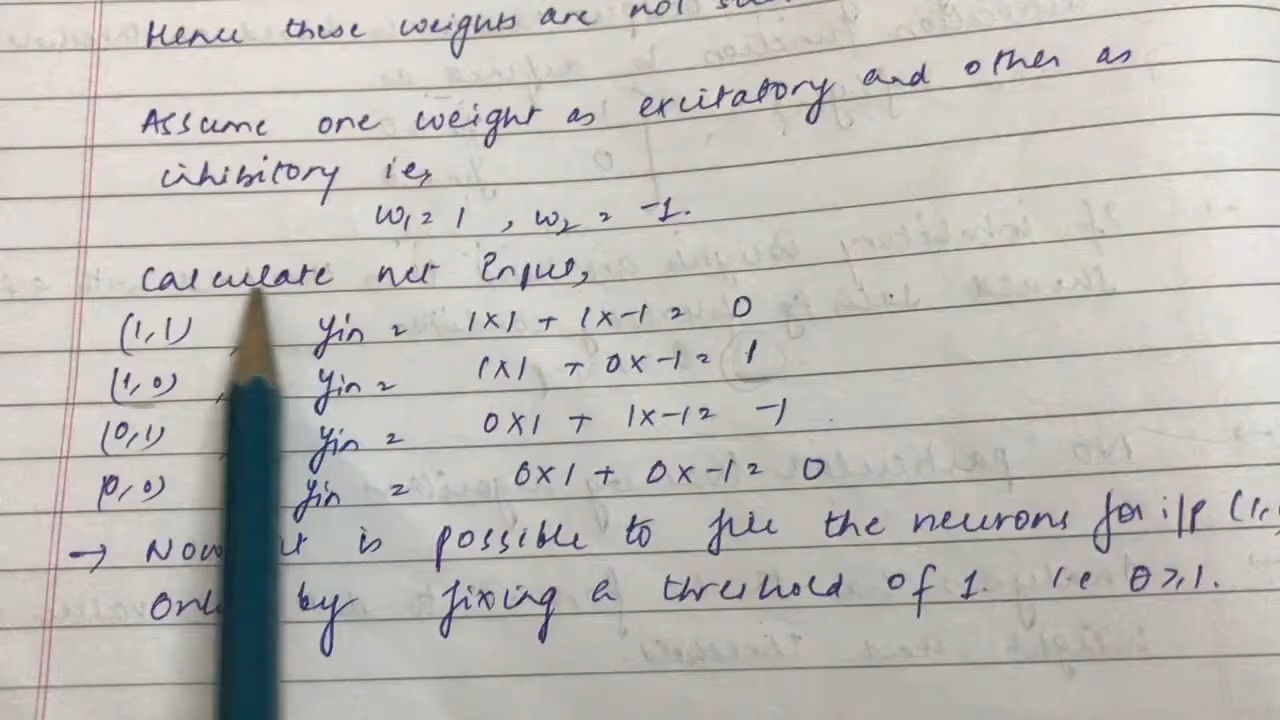 Hence these weights are not
Assume one weight as excitatory and other as
inhibitory ie,
w1 = 1 , w2 = -1.
Calculate net Input,
(1,1) , yin = 1x1 + 1x-1 = 0
(1,0) yin = 1x1 + 0x-1 = 1
(0,1) yin = 0x1 + 1x-1 = -1
(0,0) yin = 0x1 + 0x-1 = 0
→ Now it is possible to fire the neurons for i/p (1,
only by fixing a threshold of 1. i.e θ≥1.